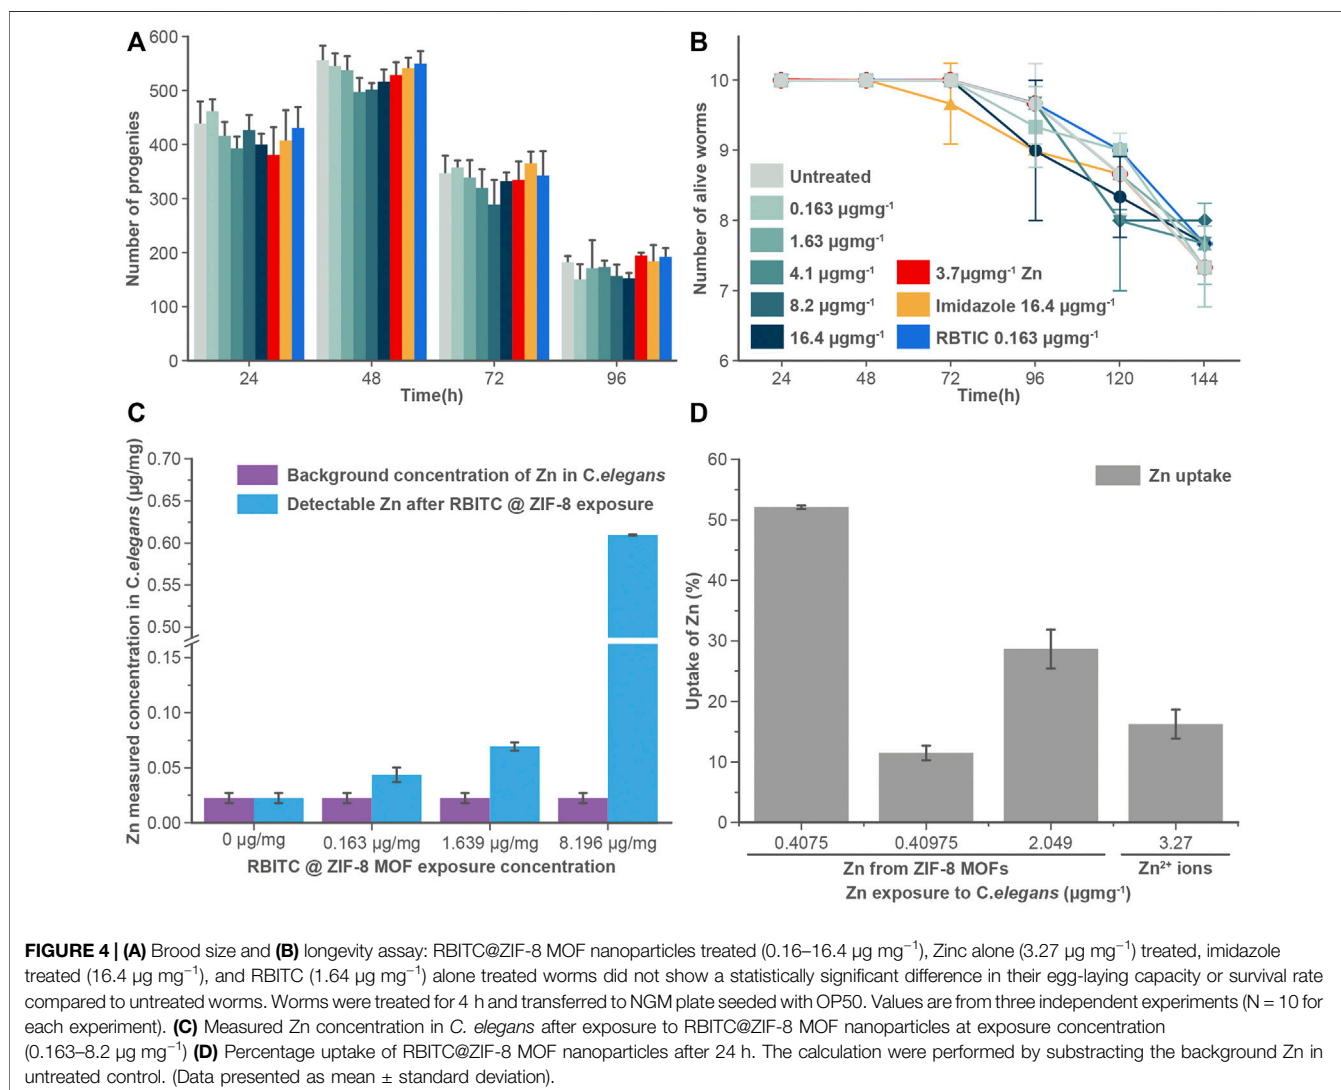 A
600
500
400
300
200
100
0
Number of progenies
24
48
72
96
Time(h)
B
10
9
8
7
6
Number of alive worms
Untreated
0.163 µgmg⁻¹
1.63 µgmg⁻¹
4.1 µgmg⁻¹
8.2 µgmg⁻¹
16.4 µgmg⁻¹
3.7µgmg⁻¹ Zn
Imidazole 16.4 µgmg⁻¹
RBTIC 0.163 µgmg⁻¹
24
48
72
96
120
144
Time(h)
C
0.70
0.65
0.60
0.55
0.50
0.15
0.10
0.05
0.00
Zn measured concentration in C.elegans (µg/mg)
Background concentration of Zn in C.elegans
Detectable Zn after RBITC @ ZIF-8 exposure
0 µg/mg
0.163 µg/mg
1.639 µg/mg
8.196 µg/mg
RBITC @ ZIF-8 MOF exposure concentration
D
60
50
40
30
20
10
0
Uptake of Zn (%)
Zn uptake
0.4075
0.40975
2.049
3.27
Zn from ZIF-8 MOFs
Zn²⁺ ions
Zn exposure to C.elegans (µgmg⁻¹)
FIGURE 4 | (A) Brood size and (B) longevity assay: RBITC@ZIF-8 MOF nanoparticles treated (0.16–16.4 µg mg⁻¹), Zinc alone (3.27 µg mg⁻¹) treated, imidazole
treated (16.4 µg mg⁻¹), and RBITC (1.64 µg mg⁻¹) alone treated worms did not show a statistically significant difference in their egg-laying capacity or survival rate
compared to untreated worms. Worms were treated for 4 h and transferred to NGM plate seeded with OP50. Values are from three independent experiments (N = 10 for
each experiment). (C) Measured Zn concentration in C. elegans after exposure to RBITC@ZIF-8 MOF nanoparticles at exposure concentration
(0.163–8.2 µg mg⁻¹) (D) Percentage uptake of RBITC@ZIF-8 MOF nanoparticles after 24 h. The calculation were performed by substracting the background Zn in
untreated control. (Data presented as mean ± standard deviation).